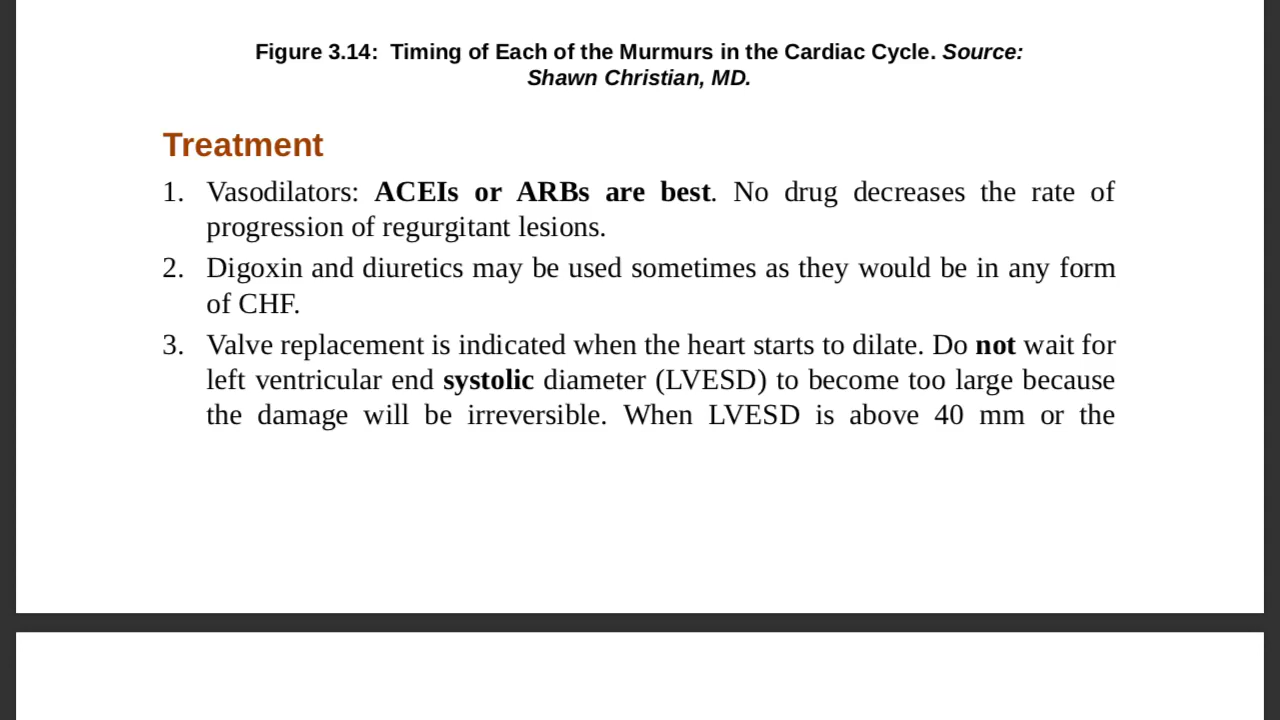 Figure 3.14:  Timing of Each of the Murmurs in the Cardiac Cycle. Source:
Shawn Christian, MD.
Treatment
1. Vasodilators: ACEIs or ARBs are best. No drug decreases the rate of
progression of regurgitant lesions.
2. Digoxin and diuretics may be used sometimes as they would be in any form
of CHF.
3. Valve replacement is indicated when the heart starts to dilate. Do not wait for
left ventricular end systolic diameter (LVESD) to become too large because
the damage will be irreversible. When LVESD is above 40 mm or the